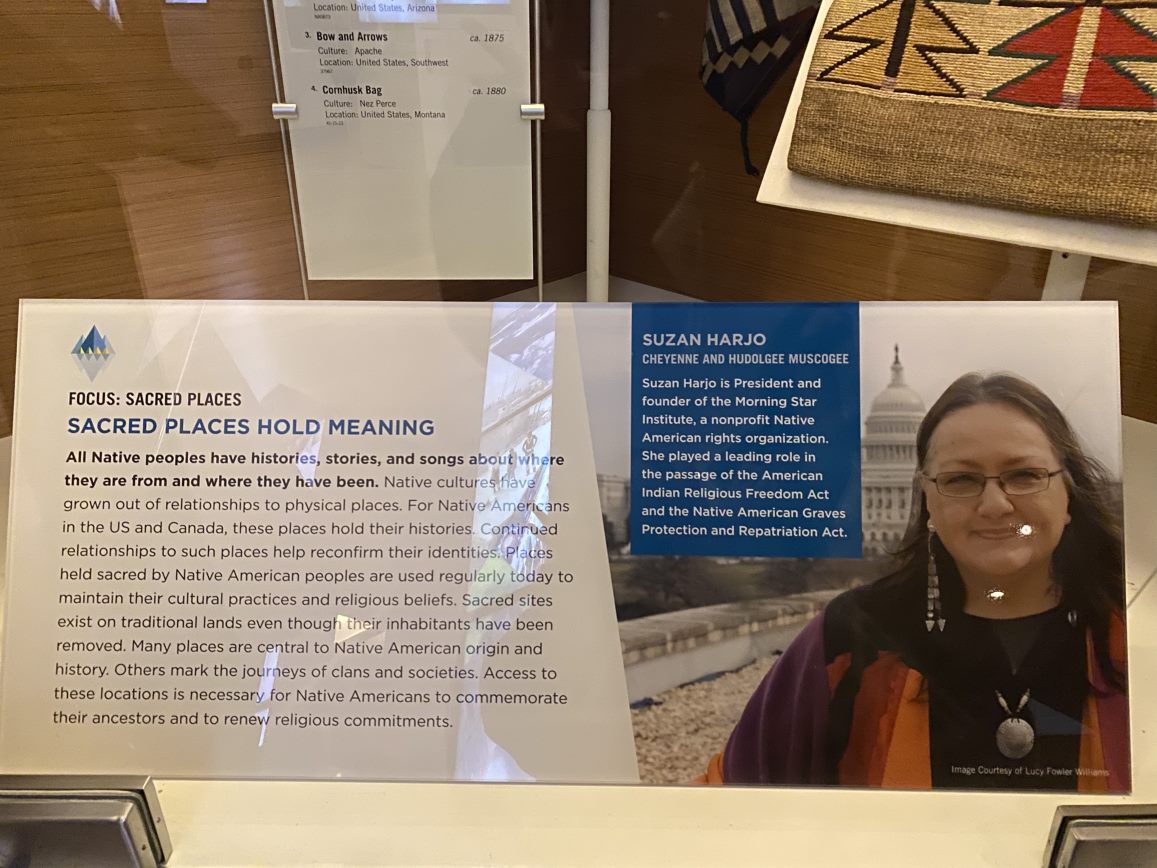 Location: United States, Arizona
3. Bow and Arrows ca. 1875
Culture: Apache
Location: United States, Southwest
4. Cornhusk Bag ca. 1880
Culture: Nez Perce
Location: United States, Montana
FOCUS: SACRED PLACES
SACRED PLACES HOLD MEANING
All Native peoples have histories, stories, and songs about where
they are from and where they have been. Native cultures have
grown out of relationships to physical places. For Native Americans
in the US and Canada, these places hold their histories. Continued
relationships to such places help reconfirm their identities. Places
held sacred by Native American peoples are used regularly today to
maintain their cultural practices and religious beliefs. Sacred sites
exist on traditional lands even though their inhabitants have been
removed. Many places are central to Native American origin and
history. Others mark the journeys of clans and societies. Access to
these locations is necessary for Native Americans to commemorate
their ancestors and to renew religious commitments.
SUZAN HARJO
CHEYENNE AND HUDOLGEE MUSCOGEE
Suzan Harjo is President and
founder of the Morning Star
Institute, a nonprofit Native
American rights organization.
She played a leading role in
the passage of the American
Indian Religious Freedom Act
and the Native American Graves
Protection and Repatriation Act.
Image Courtesy of Lucy Fowler Williams